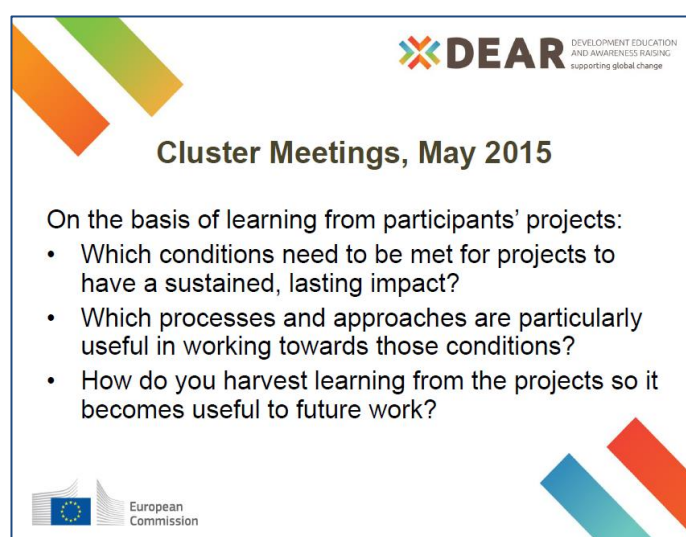 DEAR
DEVELOPMENT EDUCATION
AND AWARENESS RAISING
supporting global change
Cluster Meetings, May 2015
On the basis of learning from participants’ projects:
• Which conditions need to be met for projects to
have a sustained, lasting impact?
• Which processes and approaches are particularly
useful in working towards those conditions?
• How do you harvest learning from the projects so it
becomes useful to future work?
European
Commission